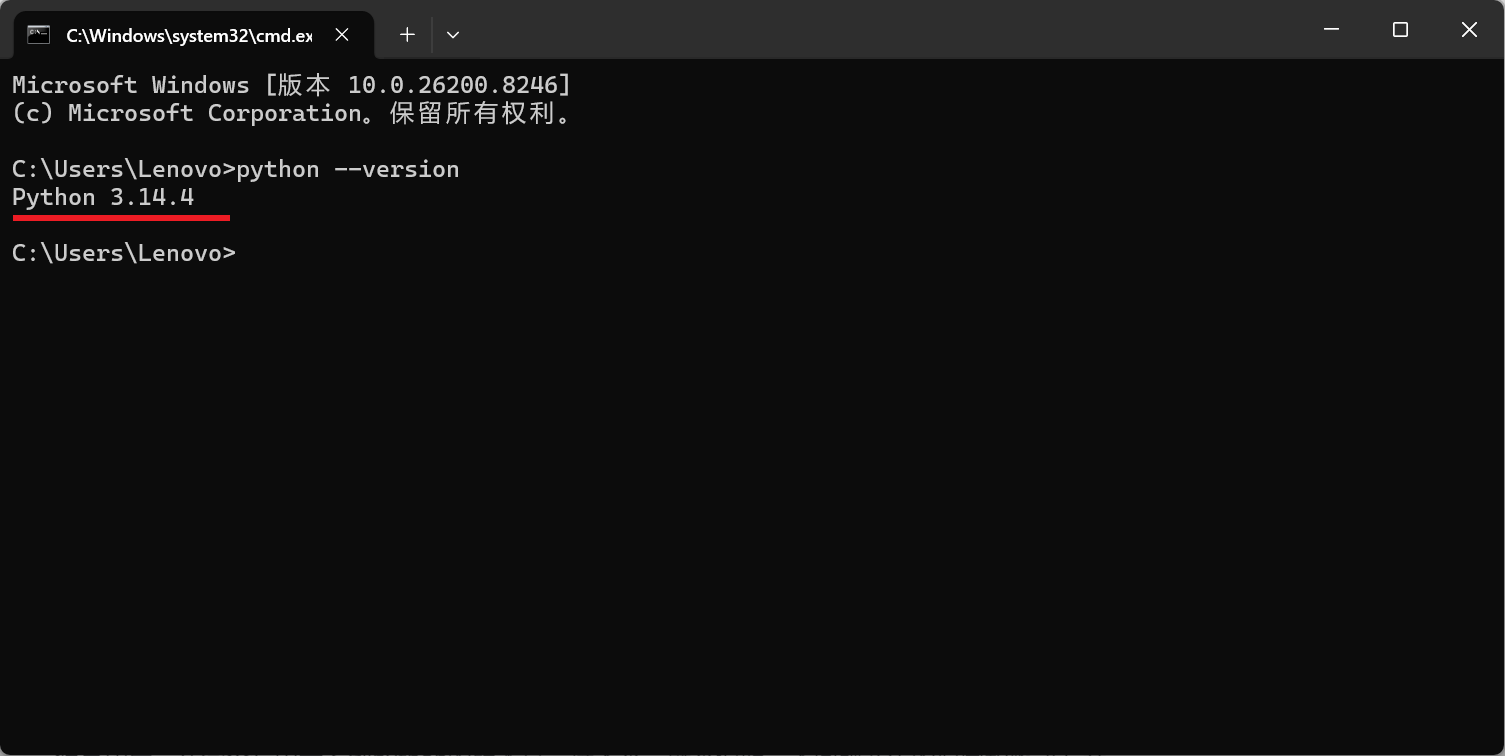 C:\Windows\system32\cmd.ex
Microsoft Windows [版本 10.0.26200.8246]
(c) Microsoft Corporation。保留所有权利。
C:\Users\Lenovo>python --version
Python 3.14.4
C:\Users\Lenovo>